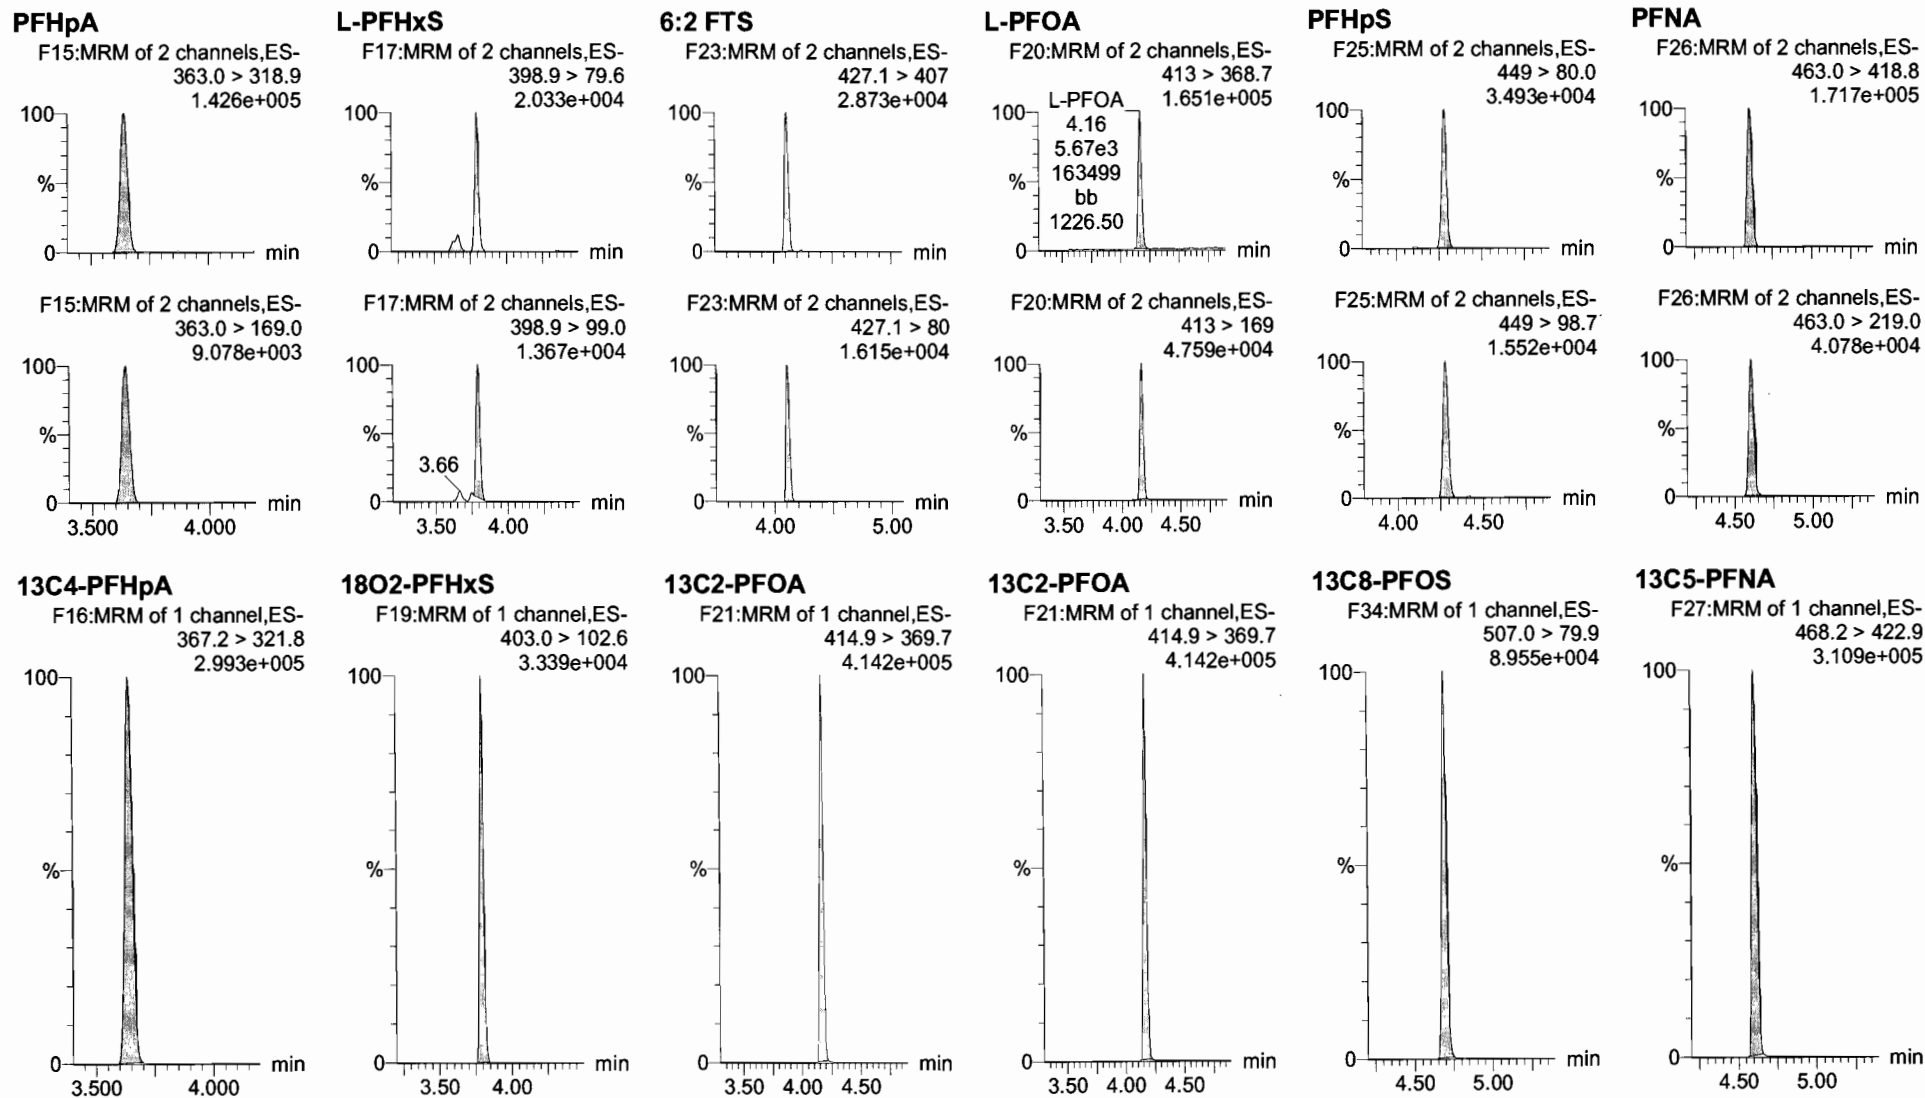 PFHpA
F15:MRM of 2 channels,ES-
363.0 > 318.9
1.426e+005
100
%
0
min
L-PFHxS
F17:MRM of 2 channels,ES-
398.9 > 79.6
2.033e+004
100
%
0
min
6:2 FTS
F23:MRM of 2 channels,ES-
427.1 > 407
2.873e+004
100
%
0
min
L-PFOA
F20:MRM of 2 channels,ES-
413 > 368.7
1.651e+005
L-PFOA
4.16
5.67e3
163499
bb
1226.50
100
%
0
min
PFHpS
F25:MRM of 2 channels,ES-
449 > 80.0
3.493e+004
100
%
0
min
PFNA
F26:MRM of 2 channels,ES-
463.0 > 418.8
1.717e+005
100
%
0
min
F15:MRM of 2 channels,ES-
363.0 > 169.0
9.078e+003
100
%
0
min
3.500 4.000
F17:MRM of 2 channels,ES-
398.9 > 99.0
1.367e+004
100
%
3.66
0
min
3.50 4.00
F23:MRM of 2 channels,ES-
427.1 > 80
1.615e+004
100
%
0
min
4.00 5.00
F20:MRM of 2 channels,ES-
413 > 169
4.759e+004
100
%
0
min
3.50 4.00 4.50
F25:MRM of 2 channels,ES-
449 > 98.7
1.552e+004
100
%
0
min
4.00 4.50
F26:MRM of 2 channels,ES-
463.0 > 219.0
4.078e+004
100
%
0
min
4.50 5.00
13C4-PFHpA
F16:MRM of 1 channel,ES-
367.2 > 321.8
2.993e+005
100
%
0
min
3.500 4.000
18O2-PFHxS
F19:MRM of 1 channel,ES-
403.0 > 102.6
3.339e+004
100
%
0
min
3.50 4.00
13C2-PFOA
F21:MRM of 1 channel,ES-
414.9 > 369.7
4.142e+005
100
%
0
min
3.50 4.00 4.50
13C2-PFOA
F21:MRM of 1 channel,ES-
414.9 > 369.7
4.142e+005
100
%
0
min
3.50 4.00 4.50
13C8-PFOS
F34:MRM of 1 channel,ES-
507.0 > 79.9
8.955e+004
100
%
0
min
4.50 5.00
13C5-PFNA
F27:MRM of 1 channel,ES-
468.2 > 422.9
3.109e+005
100
%
0
min
4.50 5.00